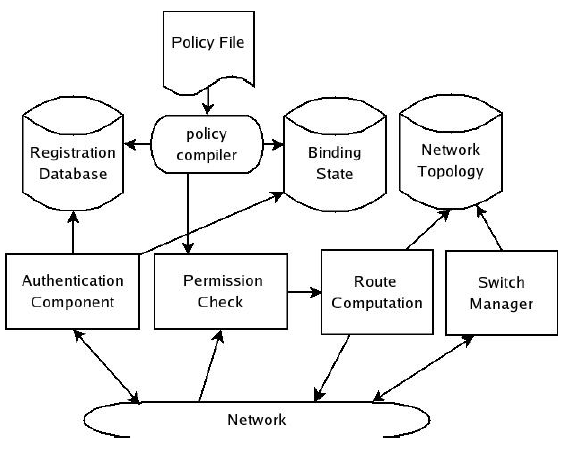 Policy File
policy
compiler
Registration
Database
Binding
State
Network
Topology
Authentication
Component
Permission
Check
Route
Computation
Switch
Manager
Network